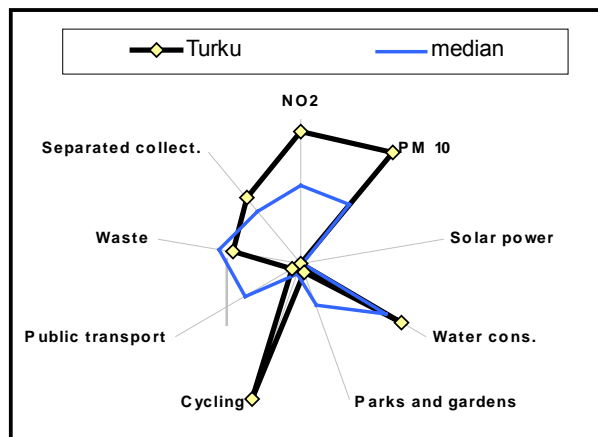 Turku median
NO2
PM 10
Separated collect.
Solar power
Waste
Public transport
Water cons.
Cycling
Parks and gardens